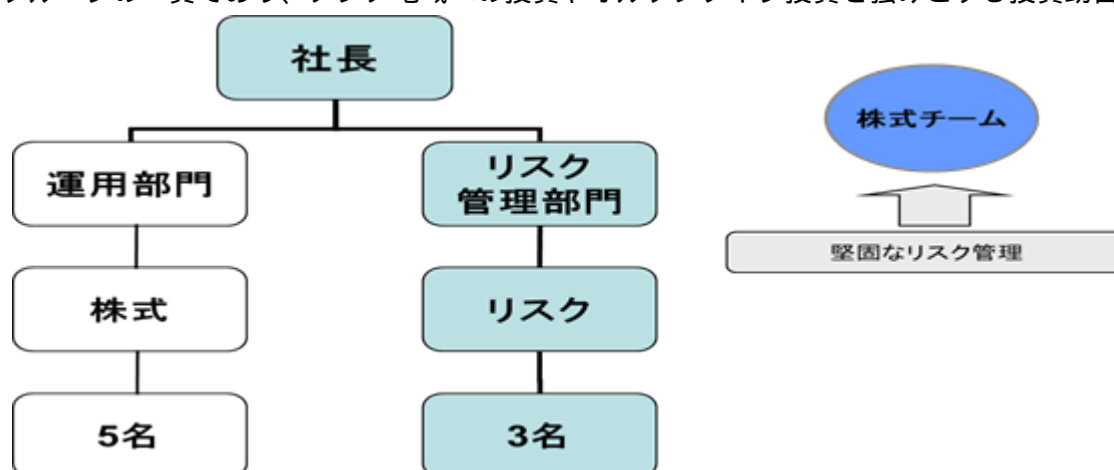 社長
運用部門
リスク
管理部門
株式
リスク
5名
3名
株式チーム
堅固なリスク管理